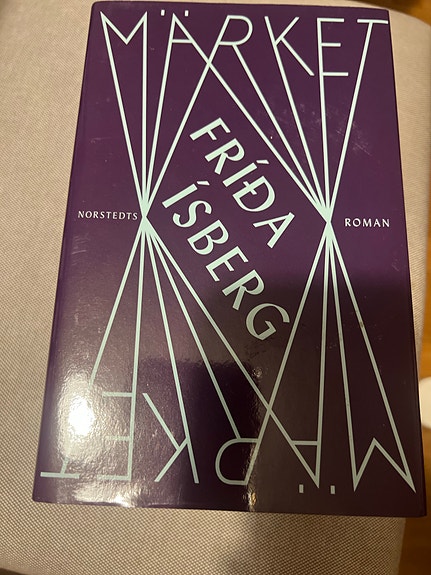 MÄRKET
FRÍÐA
ÍSBERG
NORSTEDTS
ROMAN
MÄRKET